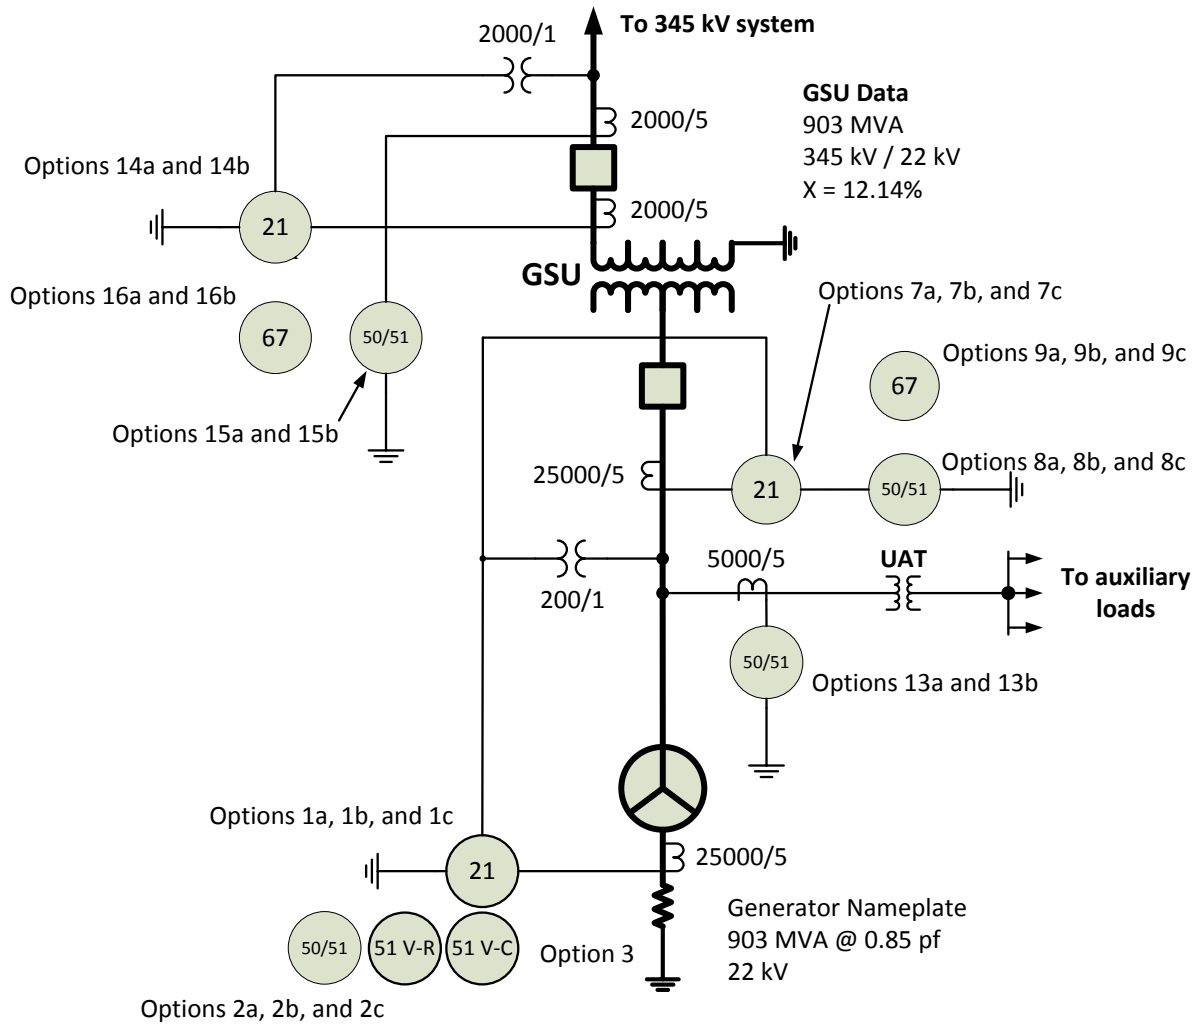 To 345 kV system
2000/1
GSU Data
903 MVA
345 kV / 22 kV
X = 12.14%
2000/5
Options 14a and 14b
21
2000/5
GSU
Options 16a and 16b
67
50/51
Options 15a and 15b
Options 7a, 7b, and 7c
67
Options 9a, 9b, and 9c
25000/5
21
50/51
Options 8a, 8b, and 8c
200/1
5000/5
UAT
To auxiliary
loads
50/51
Options 13a and 13b
Options 1a, 1b, and 1c
21
25000/5
50/51
51 V-R
51 V-C
Option 3
Options 2a, 2b, and 2c
Generator Nameplate
903 MVA @ 0.85 pf
22 kV